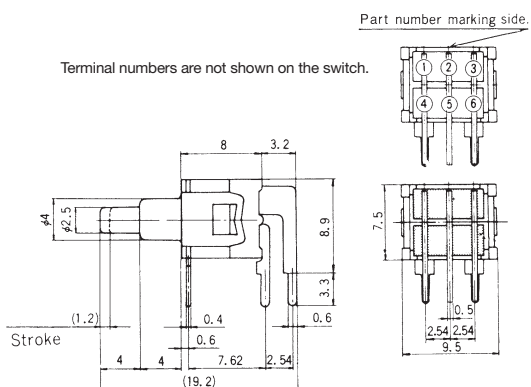 Part number marking side.
Terminal numbers are not shown on the switch.
1 2 3
4 5 6
8
3.2
φ4
φ2.5
8.9
7.5
3.3
(1.2)
Stroke
0.4
0.6
0.6
0.5
4
4
7.62
2.54
2.54
2.54
9.5
(19.2)